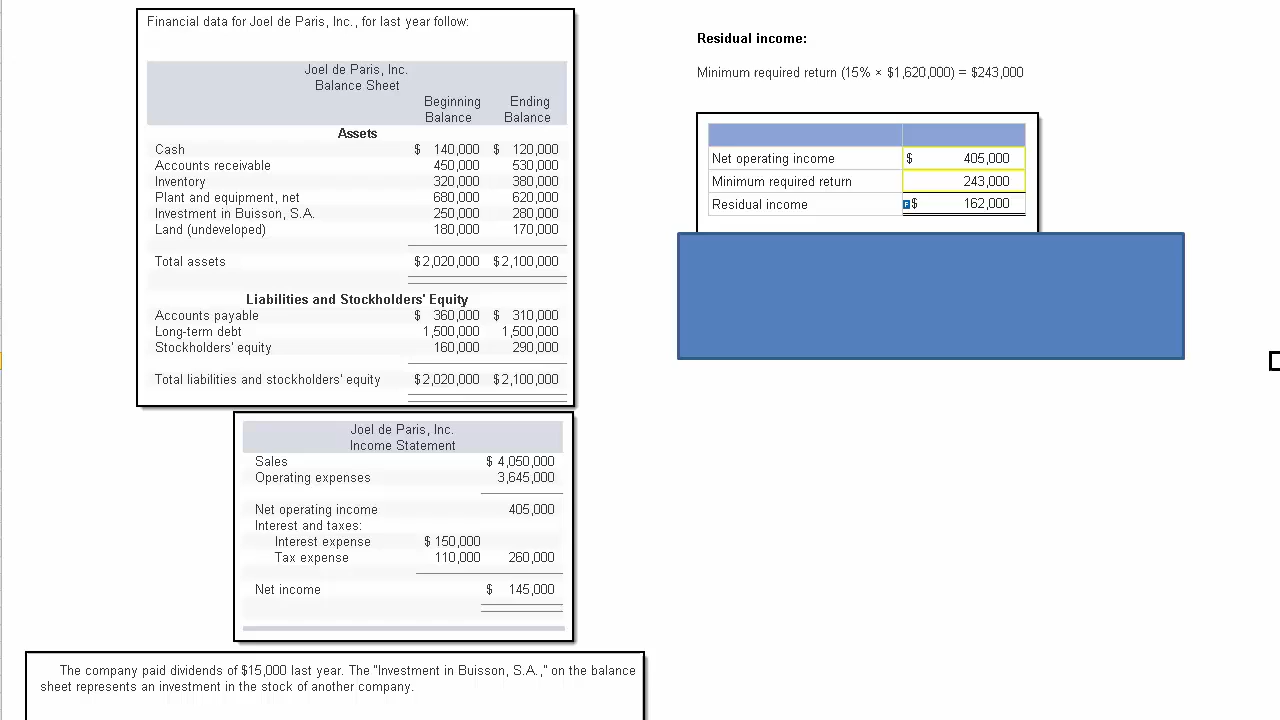 Financial data for Joel de Paris, Inc., for last year follow:
Joel de Paris, Inc.
Balance Sheet
Beginning Ending
Balance Balance
Assets
Cash $ 140,000 $ 120,000
Accounts receivable 450,000 530,000
Inventory 320,000 380,000
Plant and equipment, net 680,000 620,000
Investment in Buisson, S.A. 250,000 280,000
Land (undeveloped) 180,000 170,000
Total assets $2,020,000 $2,100,000
Liabilities and Stockholders' Equity
Accounts payable $ 360,000 $ 310,000
Long-term debt 1,500,000 1,500,000
Stockholders' equity 160,000 290,000
Total liabilities and stockholders' equity $2,020,000 $2,100,000
Joel de Paris, Inc.
Income Statement
Sales $ 4,050,000
Operating expenses 3,645,000
Net operating income 405,000
Interest and taxes:
Interest expense $ 150,000
Tax expense 110,000 260,000
Net income $ 145,000
The company paid dividends of $15,000 last year. The "Investment in Buisson, S.A.," on the balance
sheet represents an investment in the stock of another company.
Residual income:
Minimum required return (15% × $1,620,000) = $243,000
Net operating income $ 405,000
Minimum required return 243,000
Residual income F $ 162,000